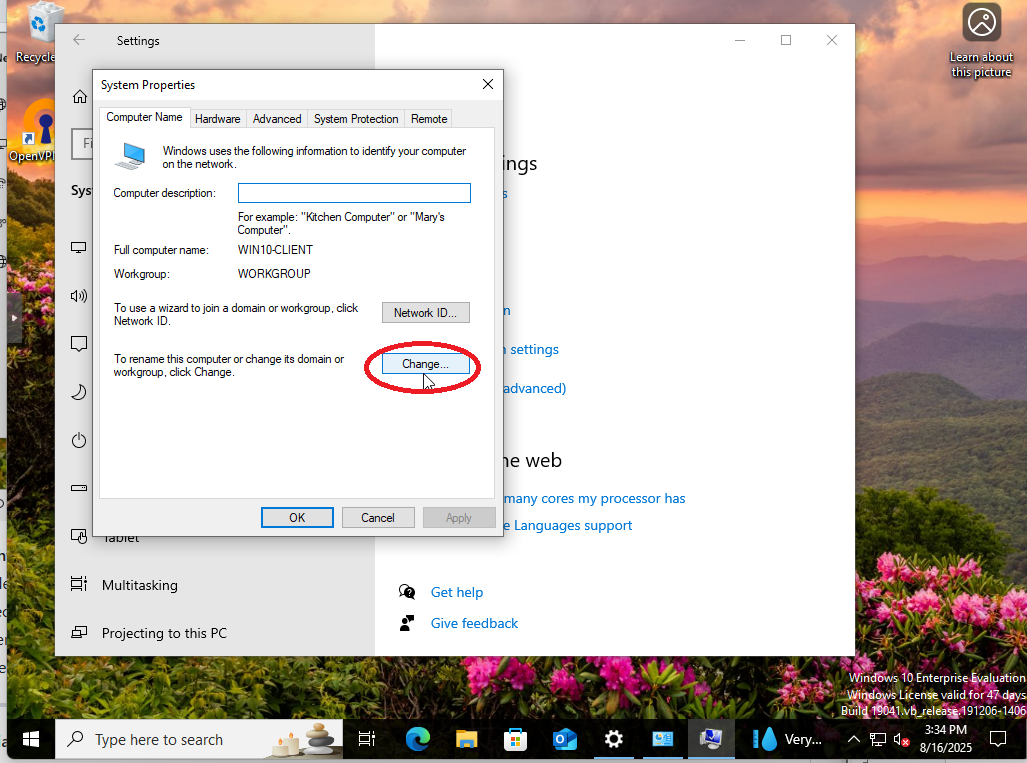 Recycle
OpenVP
Learn about
this picture
Settings
System Properties
Computer Name
Hardware
Advanced
System Protection
Remote
Windows uses the following information to identify your computer
on the network.
Computer description:
For example: "Kitchen Computer" or "Mary's
Computer".
Full computer name:
WIN10-CLIENT
Workgroup:
WORKGROUP
To use a wizard to join a domain or workgroup, click
Network ID.
Network ID...
To rename this computer or change its domain or
workgroup, click Change.
Change...
OK
Cancel
Apply
Fi
Sys
ings
s
n
n settings
advanced)
ne web
many cores my processor has
e Languages support
Tablet
Multitasking
Projecting to this PC
Get help
Give feedback
Windows 10 Enterprise Evaluation
Windows License valid for 47 days
Build 19041.vb_release.191206-1406
Type here to search
Very...
3:34 PM
8/16/2025